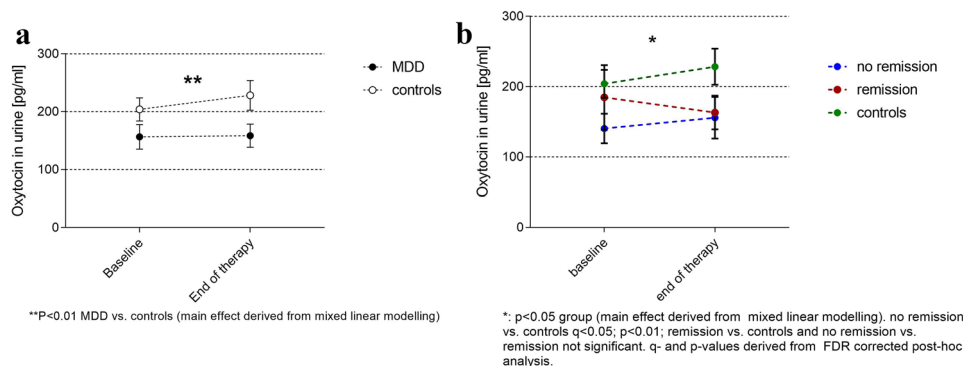 a
Oxytocin in urine [pg/ml]
300
200
100
0
**
Baseline
End of therapy
MDD
controls
**P<0.01 MDD vs. controls (main effect derived from mixed linear modelling)
b
Oxytocin in urine [pg/ml]
300
200
100
0
*
baseline
end of therapy
no remission
remission
controls
*: p<0.05 group (main effect derived from mixed linear modelling). no remission
vs. controls q<0.05; p<0.01; remission vs. controls and no remission vs.
remission not significant. q- and p-values derived from FDR corrected post-hoc
analysis.